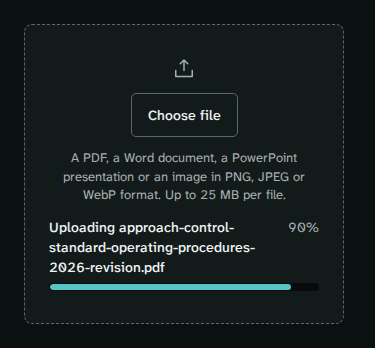 Choose file
A PDF, a Word document, a PowerPoint
presentation or an image in PNG, JPEG or
WebP format. Up to 25 MB per file.
Uploading approach-control- 90%
standard-operating-procedures-
2026-revision.pdf